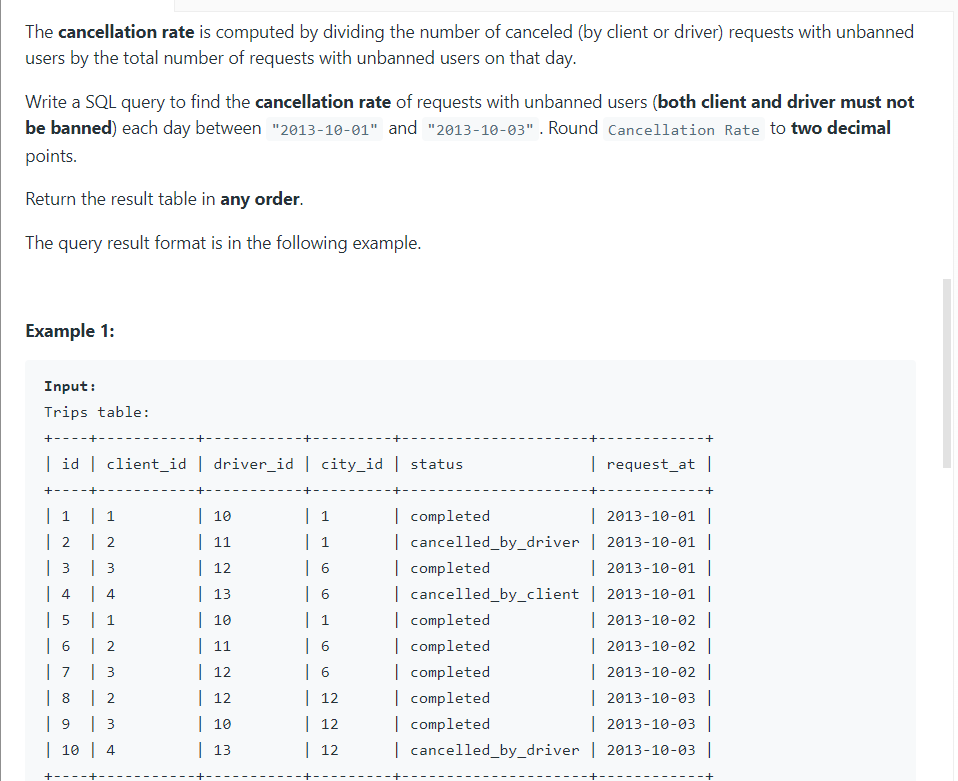 The cancellation rate is computed by dividing the number of canceled (by client or driver) requests with unbanned
users by the total number of requests with unbanned users on that day.
Write a SQL query to find the cancellation rate of requests with unbanned users (both client and driver must not
be banned) each day between "2013-10-01" and "2013-10-03". Round Cancellation Rate to two decimal
points.
Return the result table in any order.
The query result format is in the following example.
Example 1:
Input:
Trips table:
+----+-----------+-----------+---------+---------------------+------------+
| id | client_id | driver_id | city_id | status              | request_at |
+----+-----------+-----------+---------+---------------------+------------+
| 1  | 1         | 10        | 1       | completed           | 2013-10-01 |
| 2  | 2         | 11        | 1       | cancelled_by_driver | 2013-10-01 |
| 3  | 3         | 12        | 6       | completed           | 2013-10-01 |
| 4  | 4         | 13        | 6       | cancelled_by_client | 2013-10-01 |
| 5  | 1         | 10        | 1       | completed           | 2013-10-02 |
| 6  | 2         | 11        | 6       | completed           | 2013-10-02 |
| 7  | 3         | 12        | 6       | completed           | 2013-10-02 |
| 8  | 2         | 12        | 12      | completed           | 2013-10-03 |
| 9  | 3         | 10        | 12      | completed           | 2013-10-03 |
| 10 | 4         | 13        | 12      | cancelled_by_driver | 2013-10-03 |
+----+-----------+-----------+---------+---------------------+------------+